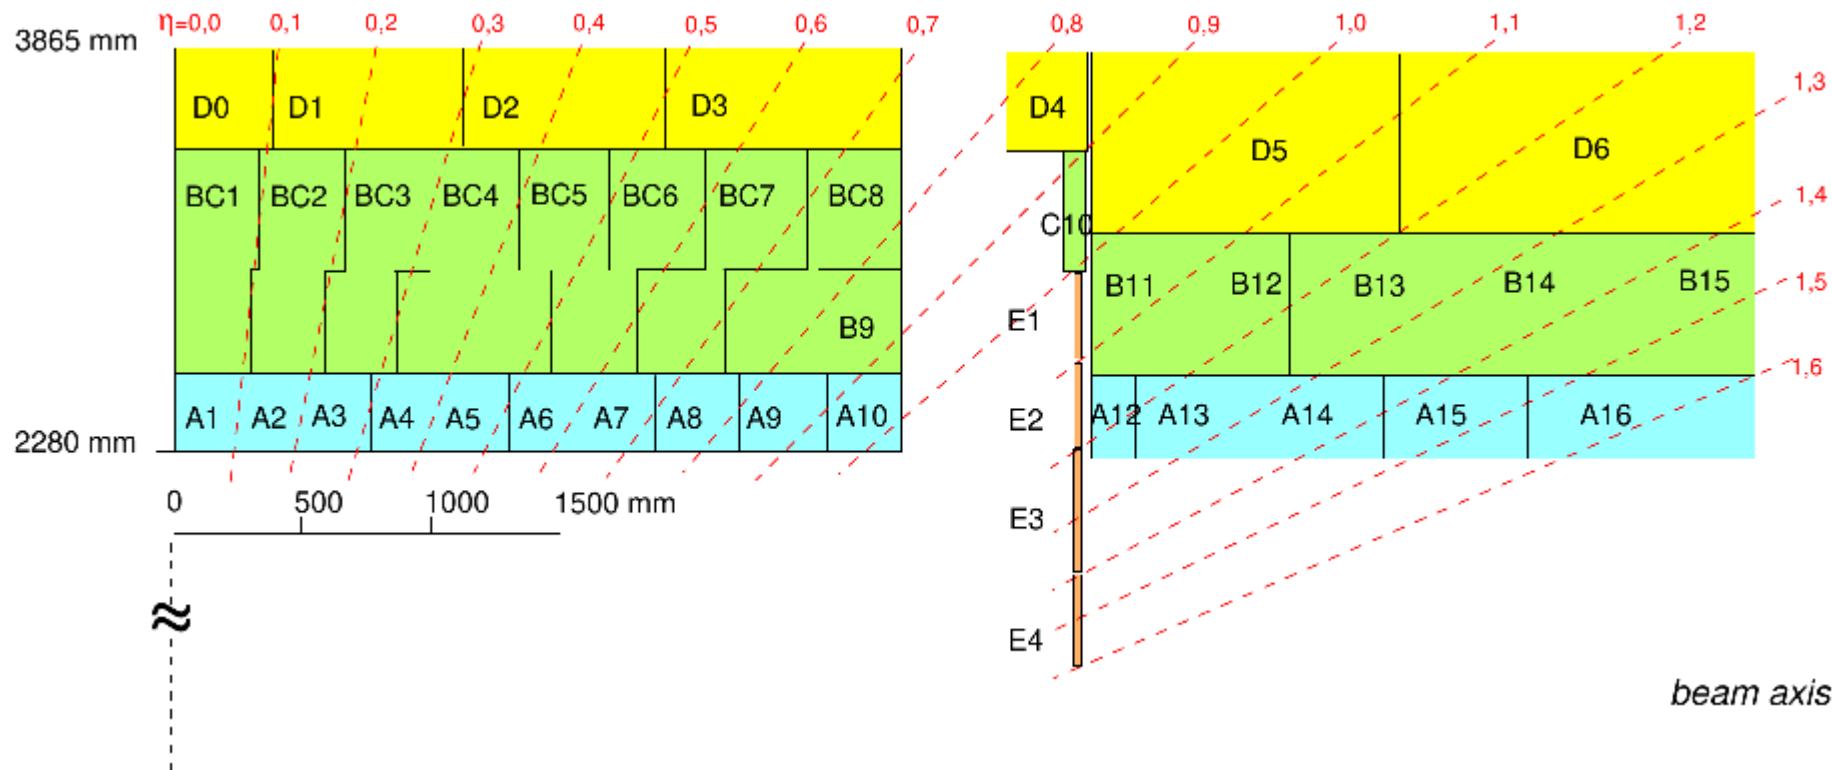 η=0,0 0,1 0,2 0,3 0,4 0,5 0,6 0,7 0,8 0,9 1,0 1,1 1,2
3865 mm
1,3
D0 D1 D2 D3 D4 D5 D6
BC1 BC2 BC3 BC4 BC5 BC6 BC7 BC8 C10
1,4
B9 B11 B12 B13 B14 B15
1,5
E1
1,6
A1 A2 A3 A4 A5 A6 A7 A8 A9 A10 E2 A12 A13 A14 A15 A16
2280 mm
0 500 1000 1500 mm
E3
≈
E4
beam axis